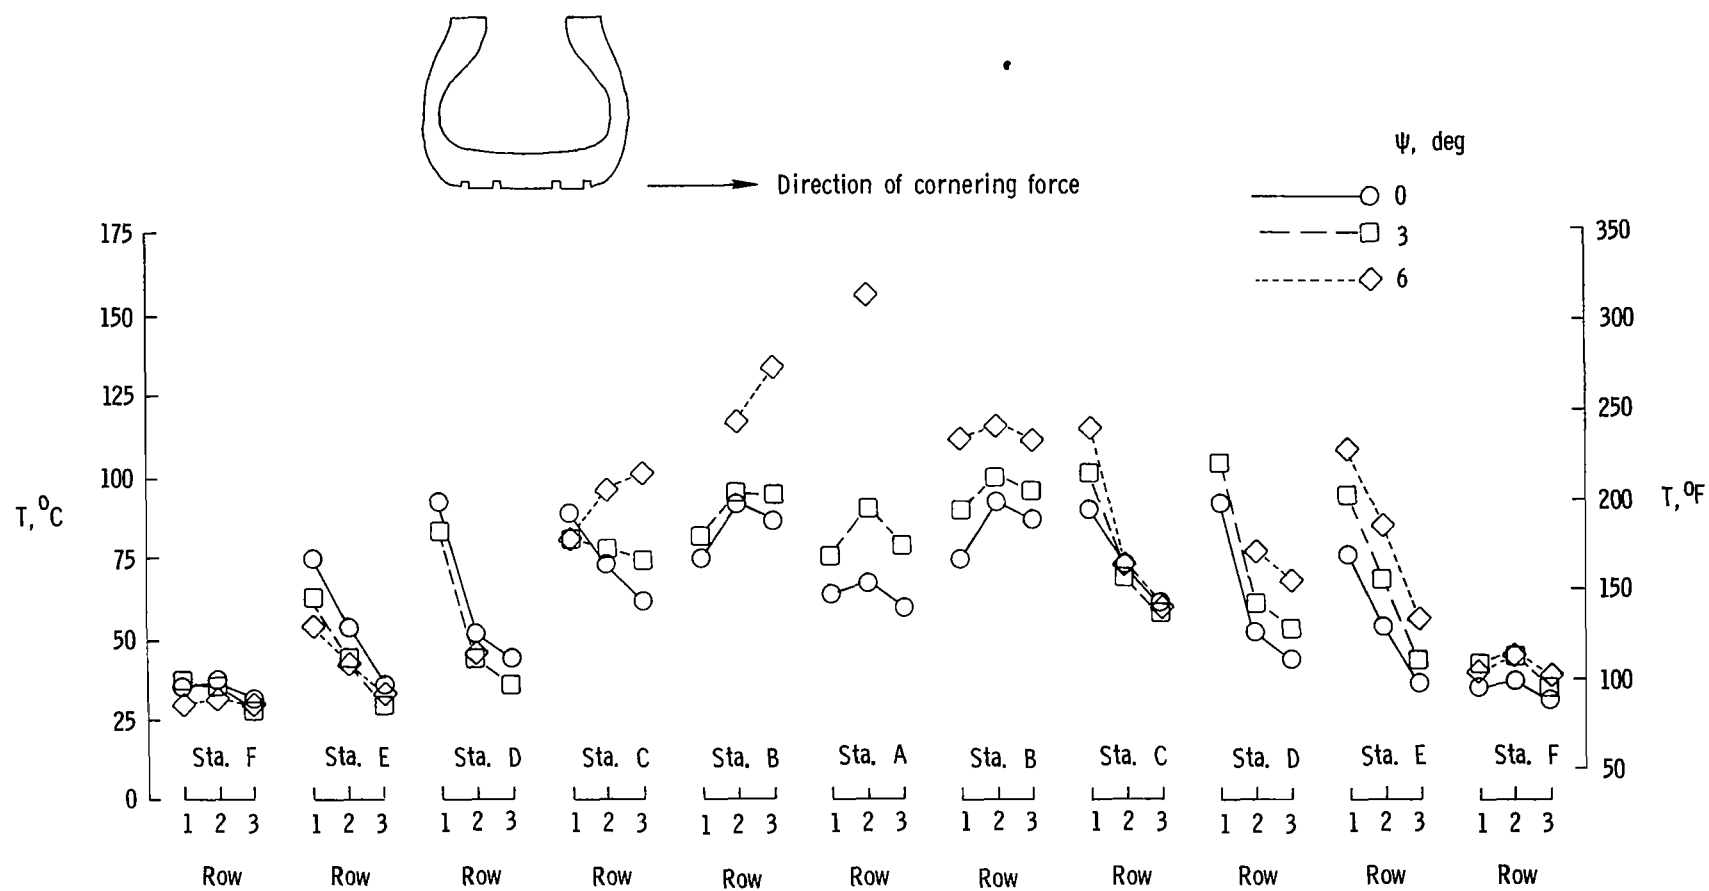 ψ, deg
Direction of cornering force
0
3
6
175
150
125
100
75
50
25
0
T, °C
350
300
250
200
150
100
50
T, °F
Sta. F Sta. E Sta. D Sta. C Sta. B Sta. A Sta. B Sta. C Sta. D Sta. E Sta. F
1 2 3 1 2 3 1 2 3 1 2 3 1 2 3 1 2 3 1 2 3 1 2 3 1 2 3 1 2 3 1 2 3
Row Row Row Row Row Row Row Row Row Row Row